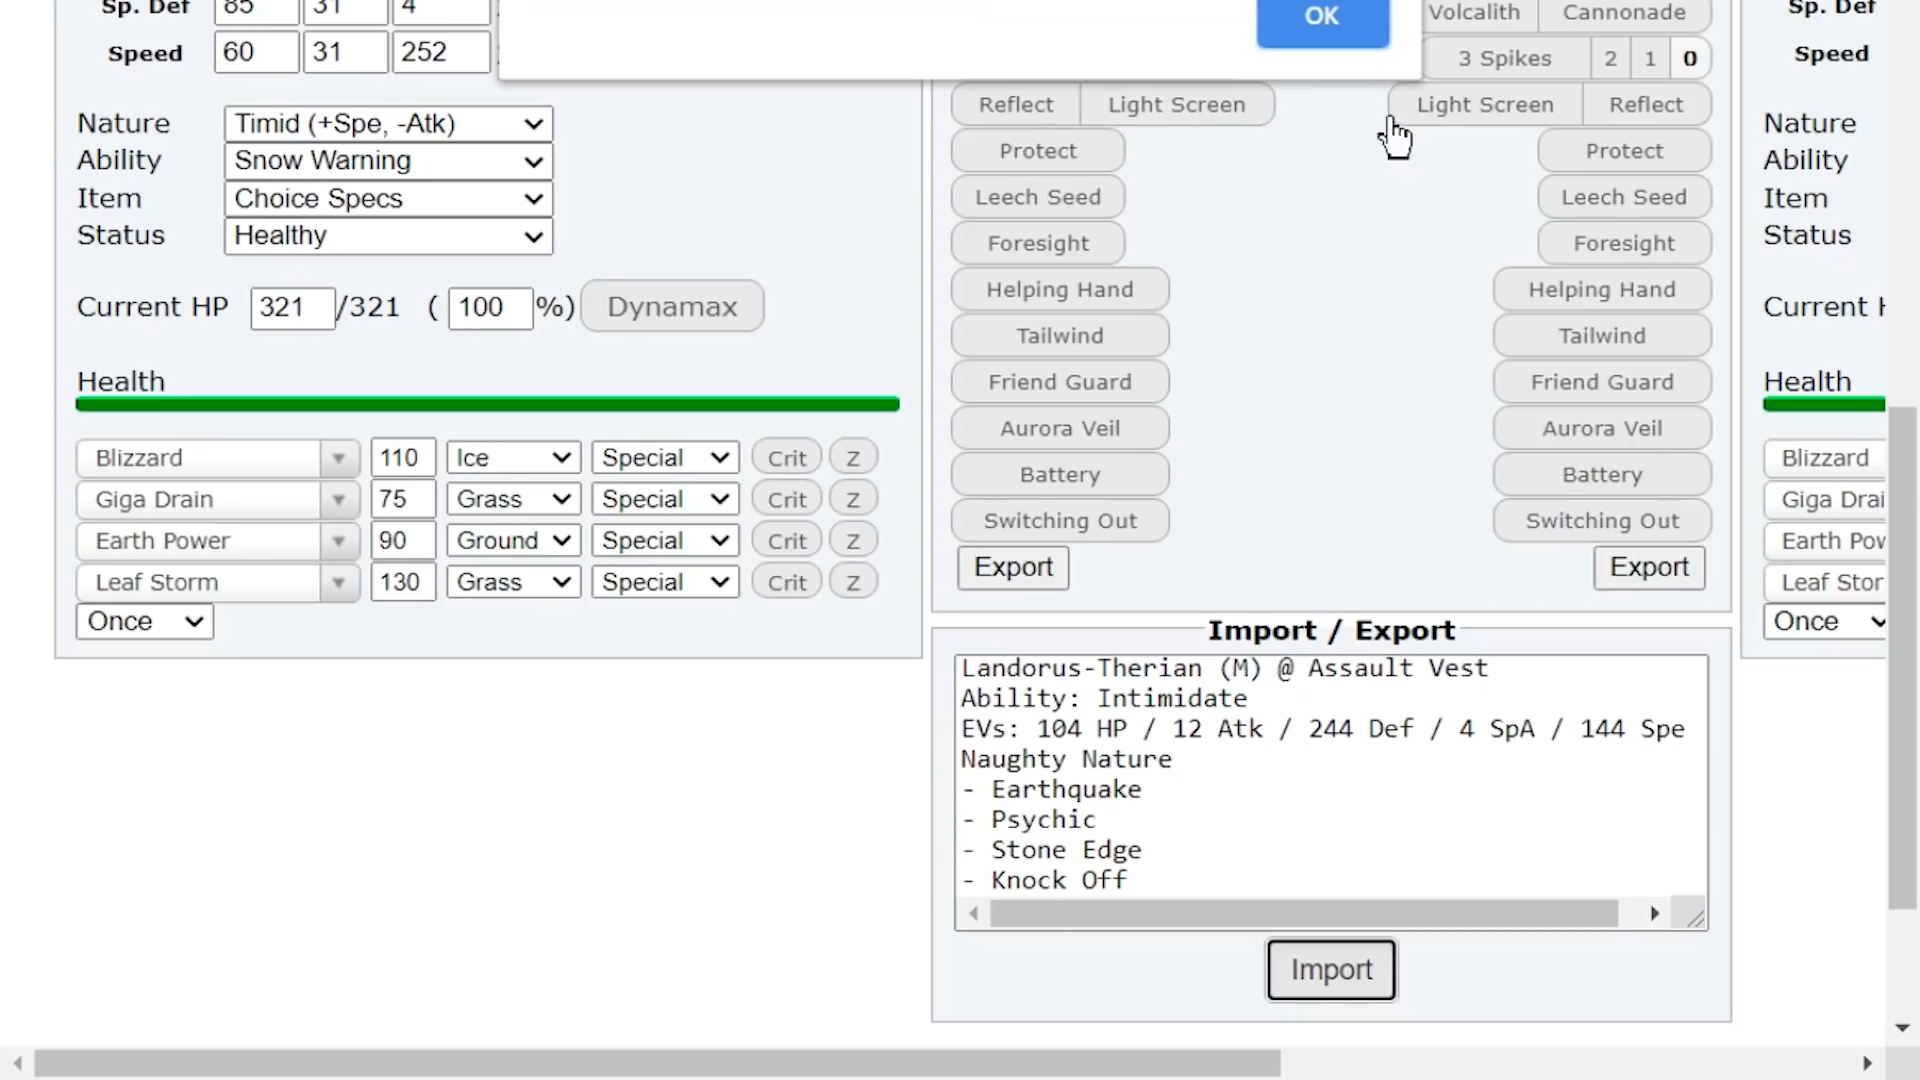 Sp. Def 85 31 4
Speed 60 31 252
Nature Timid (+Spe, -Atk)
Ability Snow Warning
Item Choice Specs
Status Healthy
Current HP 321 /321 ( 100 %) Dynamax
Health
Blizzard 110 Ice Special Crit Z
Giga Drain 75 Grass Special Crit Z
Earth Power 90 Ground Special Crit Z
Leaf Storm 130 Grass Special Crit Z
Once
OK
Volcalith Cannonade
3 Spikes 2 1 0
Reflect Light Screen Light Screen Reflect
Protect Protect
Leech Seed Leech Seed
Foresight Foresight
Helping Hand Helping Hand
Tailwind Tailwind
Friend Guard Friend Guard
Aurora Veil Aurora Veil
Battery Battery
Switching Out Switching Out
Export Export
Import / Export
Landorus-Therian (M) @ Assault Vest
Ability: Intimidate
EVs: 104 HP / 12 Atk / 244 Def / 4 SpA / 144 Spe
Naughty Nature
- Earthquake
- Psychic
- Stone Edge
- Knock Off
Import
Sp. Def
Speed
Nature
Ability
Item
Status
Current H
Health
Blizzard
Giga Drai
Earth Pow
Leaf Stor
Once